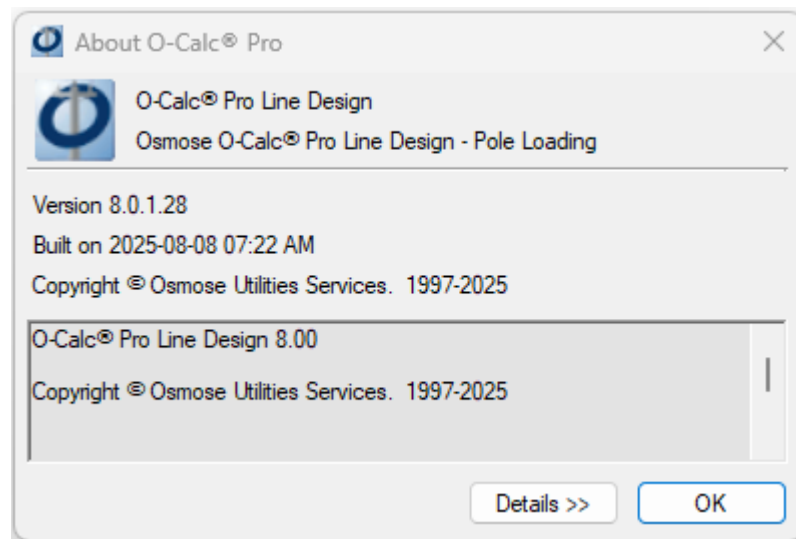 About O-Calc® Pro
O-Calc® Pro Line Design
Osmose O-Calc® Pro Line Design - Pole Loading
Version 8.0.1.28
Built on 2025-08-08 07:22 AM
Copyright © Osmose Utilities Services.  1997-2025
O-Calc® Pro Line Design 8.00
Copyright © Osmose Utilities Services.  1997-2025
Details >>
OK